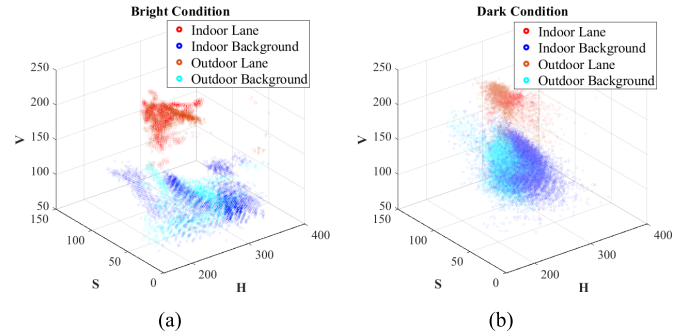 Bright Condition
Indoor Lane
Indoor Background
Outdoor Lane
Outdoor Background
250
200
150
100
50
V
150
100
50
0
S
200
300
400
H
(a)
Dark Condition
Indoor Lane
Indoor Background
Outdoor Lane
Outdoor Background
250
200
150
100
50
V
150
100
50
0
S
200
300
400
H
(b)